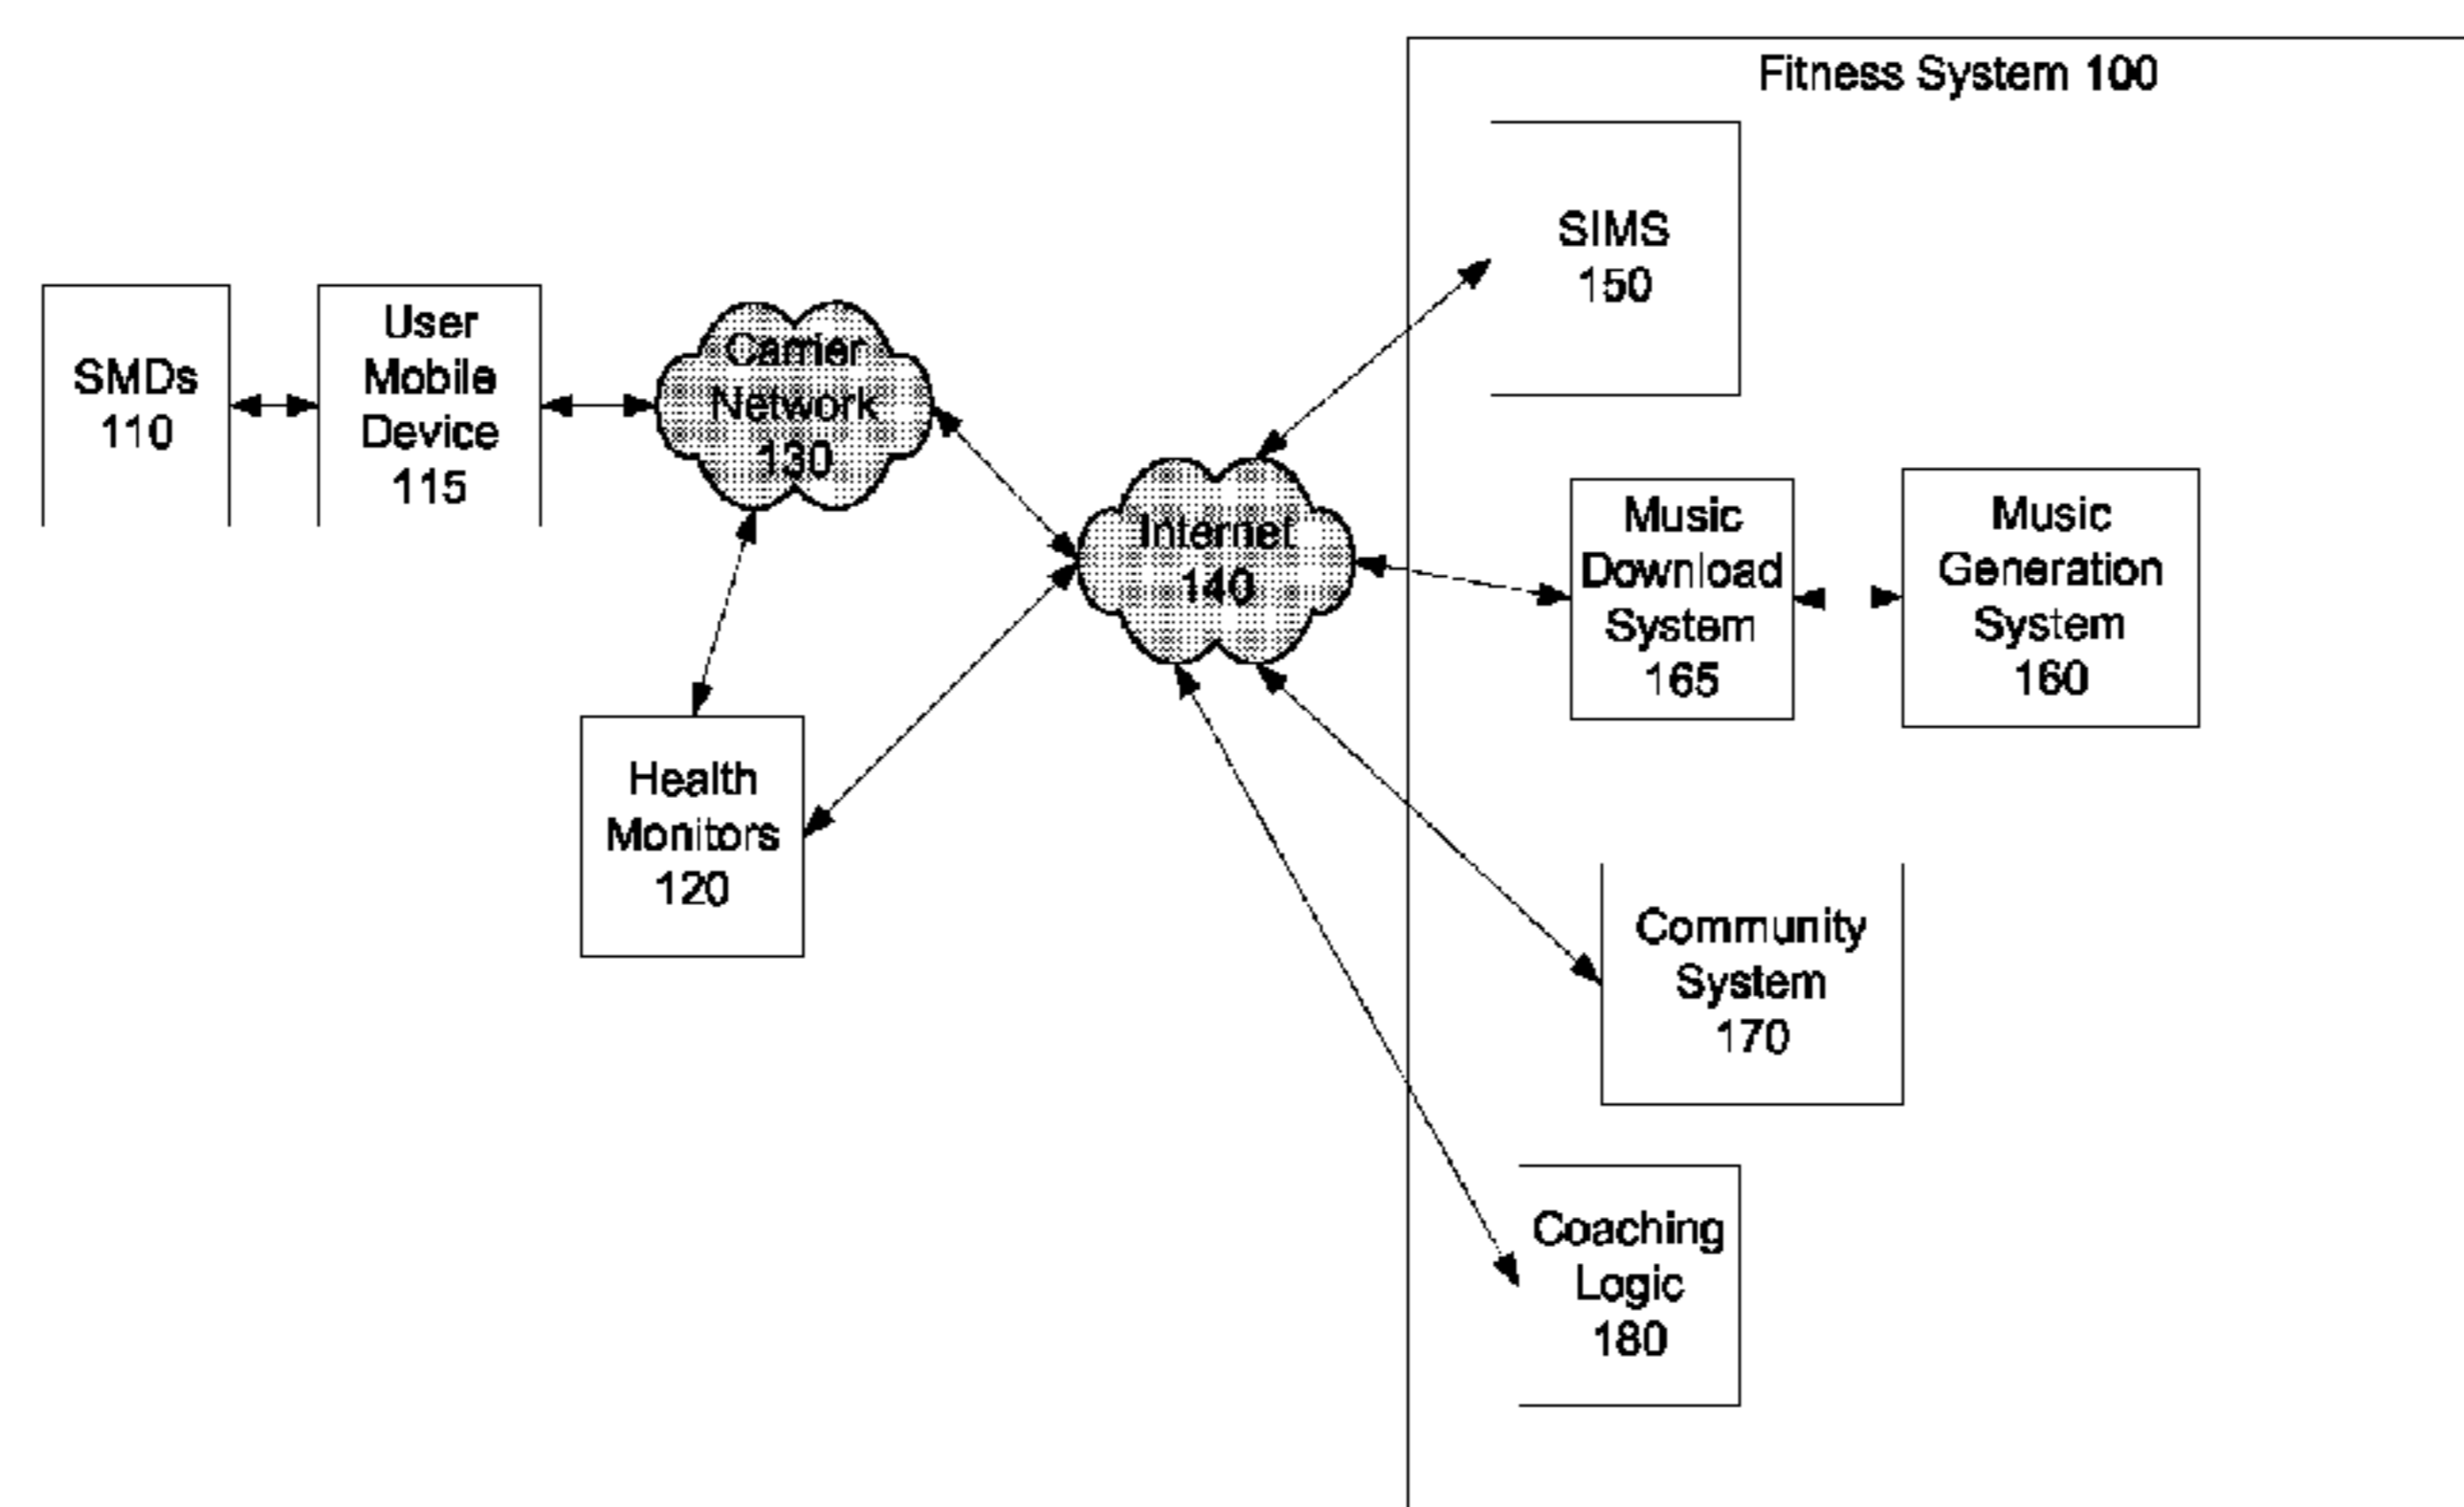 Fitness System 100
SIMS
150
SMDs
110
User
Mobile
Device
115
Carrier
Network
130
Internet
140
Music
Download
System
165
Music
Generation
System
160
Health
Monitors
120
Community
System
170
Coaching
Logic
180